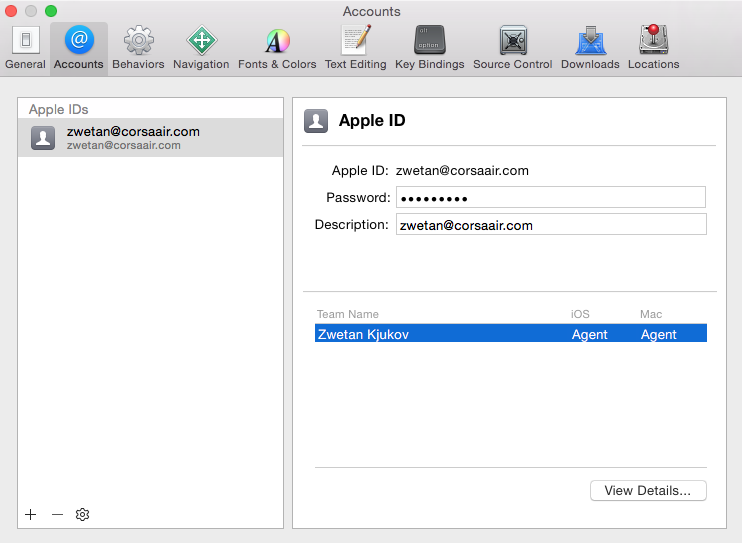 Accounts
General Accounts Behaviors Navigation Fonts & Colors Text Editing Key Bindings Source Control Downloads Locations
alt
option
Apple IDs
zwetan@corsaair.com
zwetan@corsaair.com
Apple ID
Apple ID: zwetan@corsaair.com
Password: •••••••••
Description: zwetan@corsaair.com
Team Name iOS Mac
Zwetan Kjukov Agent Agent
View Details...